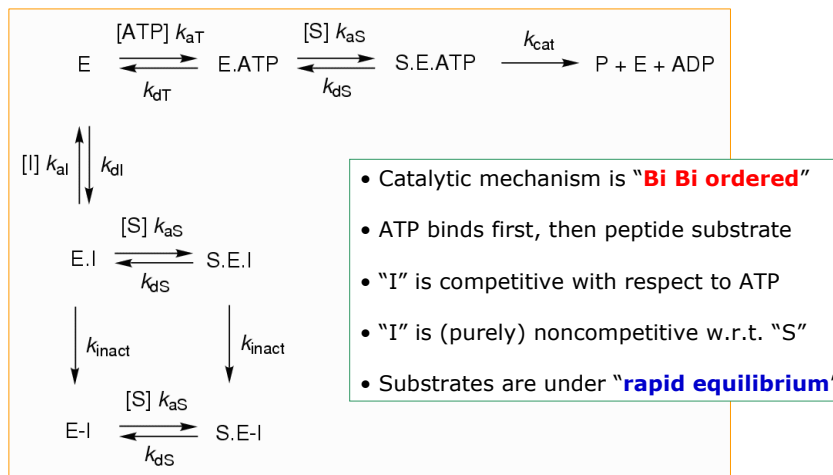 [ATP] kaT [S] kaS kcat
E E.ATP S.E.ATP P + E + ADP
kdT kdS
[I] kaI kdI
• Catalytic mechanism is “Bi Bi ordered”
• ATP binds first, then peptide substrate
[S] kaS
E.I S.E.I
kdS
• “I” is competitive with respect to ATP
• “I” is (purely) noncompetitive w.r.t. “S”
kinact kinact
• Substrates are under “rapid equilibrium”
[S] kaS
E-I S.E-I
kdS